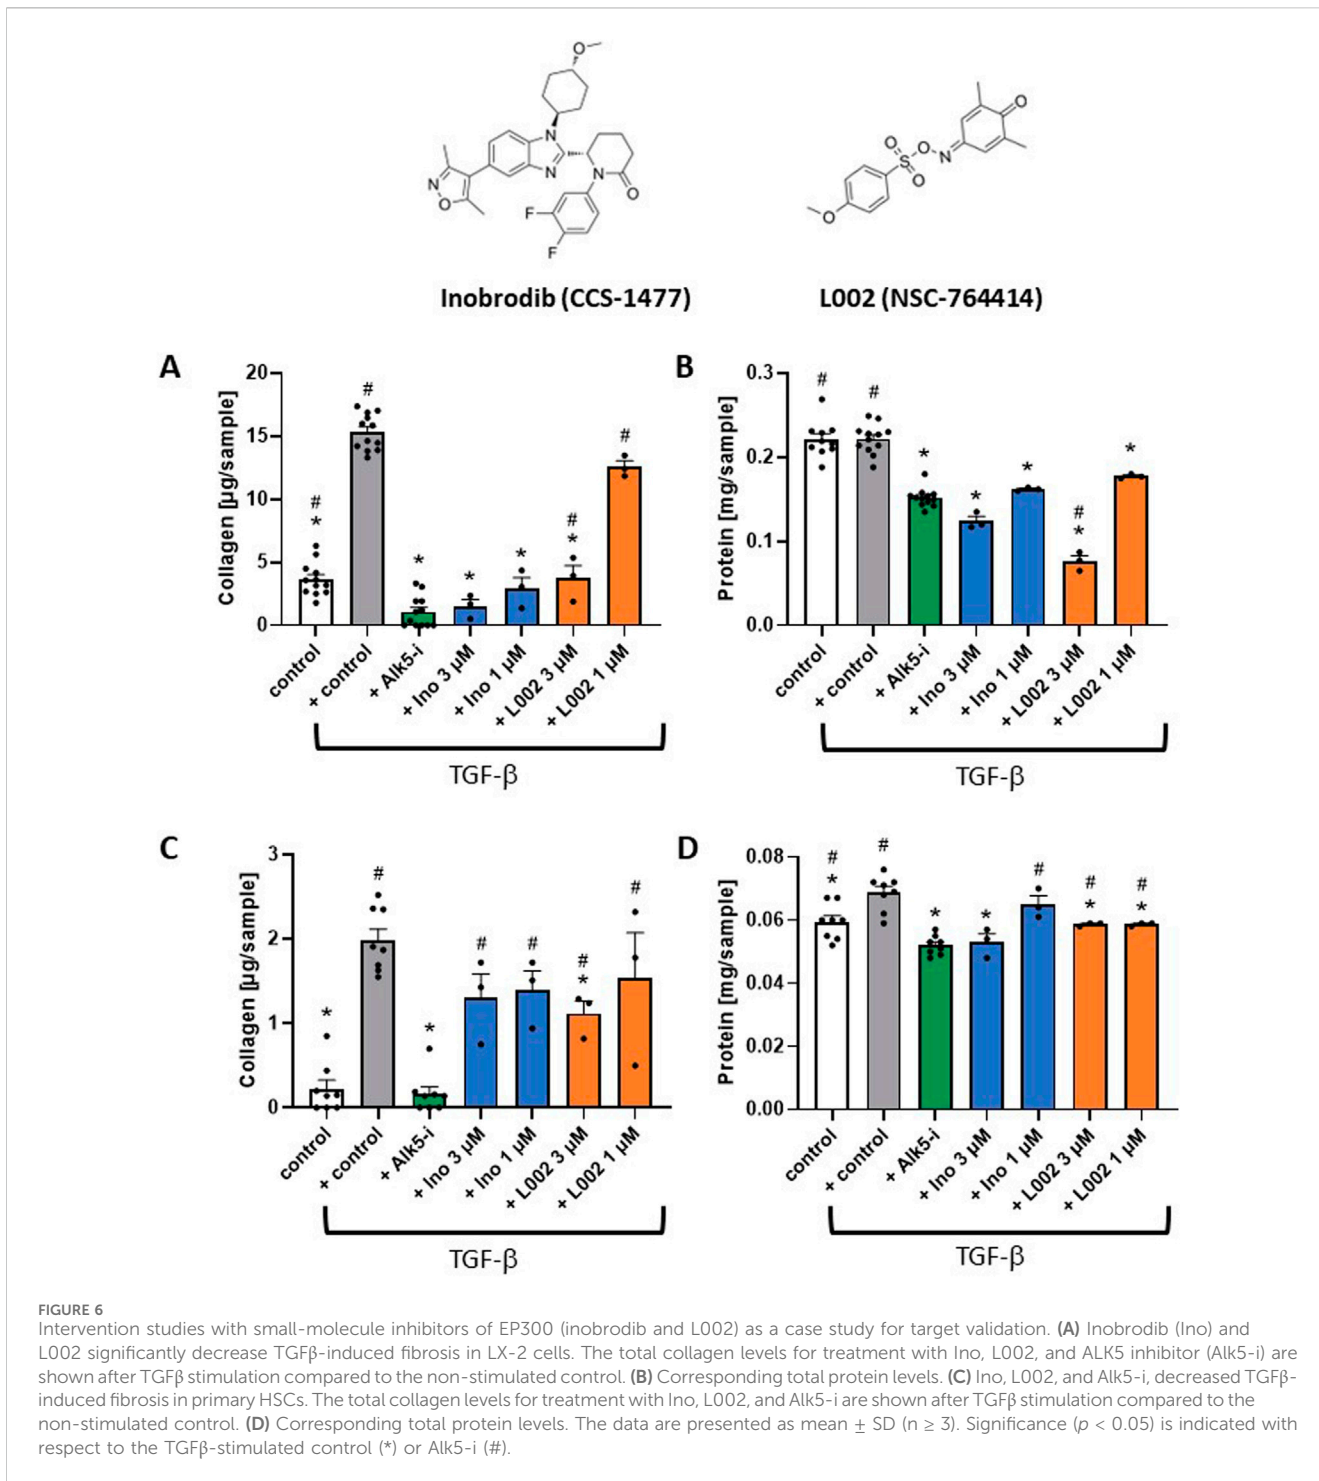 O
N
N
N
O
N
O
F
F
O
O
S
O
O
N
O
Inobrodib (CCS-1477)
L002 (NSC-764414)
A
Collagen [µg/sample]
20
15
10
5
0
# *
#
*
*
*
# *
#
control
+ control
+ Alk5-i
+ Ino 3 µM
+ Ino 1 µM
+ L002 3 µM
+ L002 1 µM
TGF-β
B
Protein [mg/sample]
0.3
0.2
0.1
0.0
#
#
*
*
*
# *
*
control
+ control
+ Alk5-i
+ Ino 3 µM
+ Ino 1 µM
+ L002 3 µM
+ L002 1 µM
TGF-β
C
Collagen [µg/sample]
3
2
1
0
*
#
*
#
#
# *
#
control
+ control
+ Alk5-i
+ Ino 3 µM
+ Ino 1 µM
+ L002 3 µM
+ L002 1 µM
TGF-β
D
Protein [mg/sample]
0.08
0.06
0.04
0.02
0.00
# *
#
*
*
#
# *
# *
control
+ control
+ Alk5-i
+ Ino 3 µM
+ Ino 1 µM
+ L002 3 µM
+ L002 1 µM
TGF-β
FIGURE 6
Intervention studies with small-molecule inhibitors of EP300 (inobrodib and L002) as a case study for target validation. (A) Inobrodib (Ino) and
L002 significantly decrease TGFβ-induced fibrosis in LX-2 cells. The total collagen levels for treatment with Ino, L002, and ALK5 inhibitor (Alk5-i) are
shown after TGFβ stimulation compared to the non-stimulated control. (B) Corresponding total protein levels. (C) Ino, L002, and Alk5-i, decreased TGFβ-
induced fibrosis in primary HSCs. The total collagen levels for treatment with Ino, L002, and Alk5-i are shown after TGFβ stimulation compared to the
non-stimulated control. (D) Corresponding total protein levels. The data are presented as mean ± SD (n ≥ 3). Significance (p < 0.05) is indicated with
respect to the TGFβ-stimulated control (*) or Alk5-i (#).